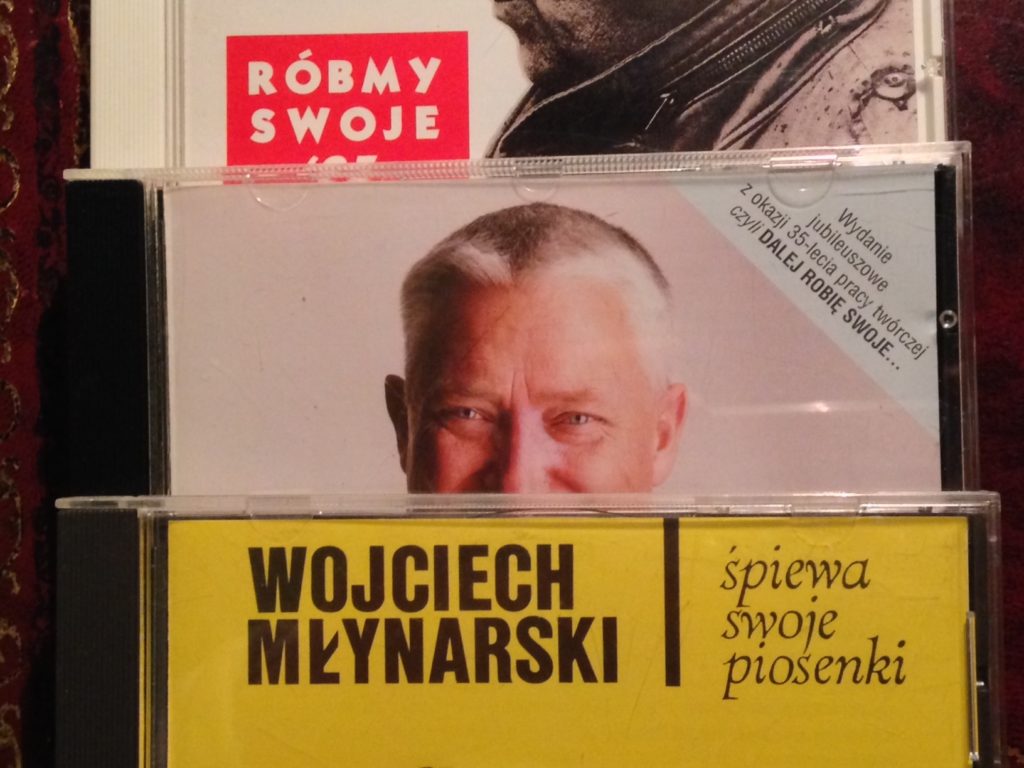 RÓBMY
SWOJE
Wydanie
jubileuszowe
z okazji 35-lecia pracy twórczej
czyli DALEJ ROBIĘ SWOJE...
WOJCIECH
MŁYNARSKI
śpiewa
swoje
piosenki